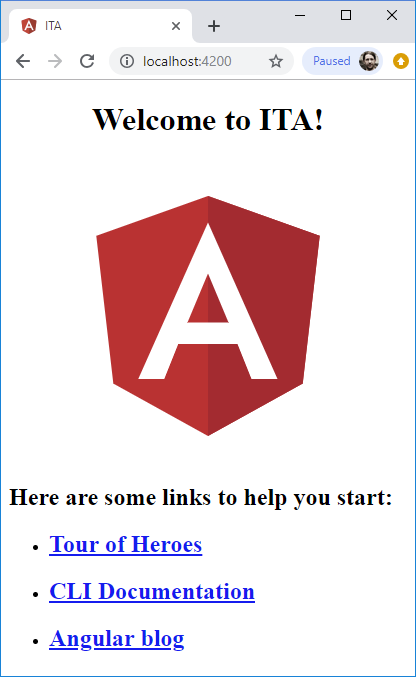 ITA
localhost:4200
Paused
Welcome to ITA!
A
Here are some links to help you start:
Tour of Heroes
CLI Documentation
Angular blog